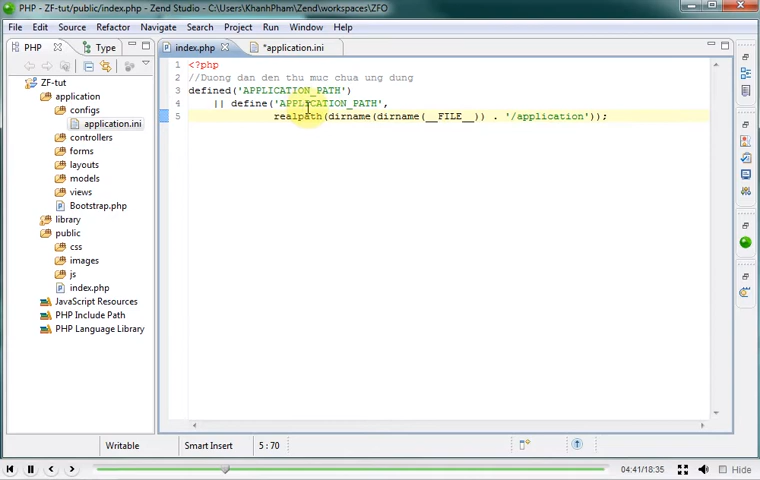 PHP - ZF-tut/public/index.php - Zend Studio - C:\Users\KhanhPham\Zend\workspaces\ZFO
File Edit Source Refactor Navigate Search Project Run Window Help
PHP Type
index.php *application.ini
ZF-tut
application
configs
application.ini
controllers
forms
layouts
models
views
Bootstrap.php
library
public
css
images
js
index.php
JavaScript Resources
PHP Include Path
PHP Language Library
1 <?php
2 //Duong dan den thu muc chua ung dung
3 defined('APPLICATION_PATH')
4 || define('APPLICATION_PATH',
5 realpath(dirname(dirname(__FILE__)) . '/application'));
Writable Smart Insert 5 : 70
04:41/18:35 Hide